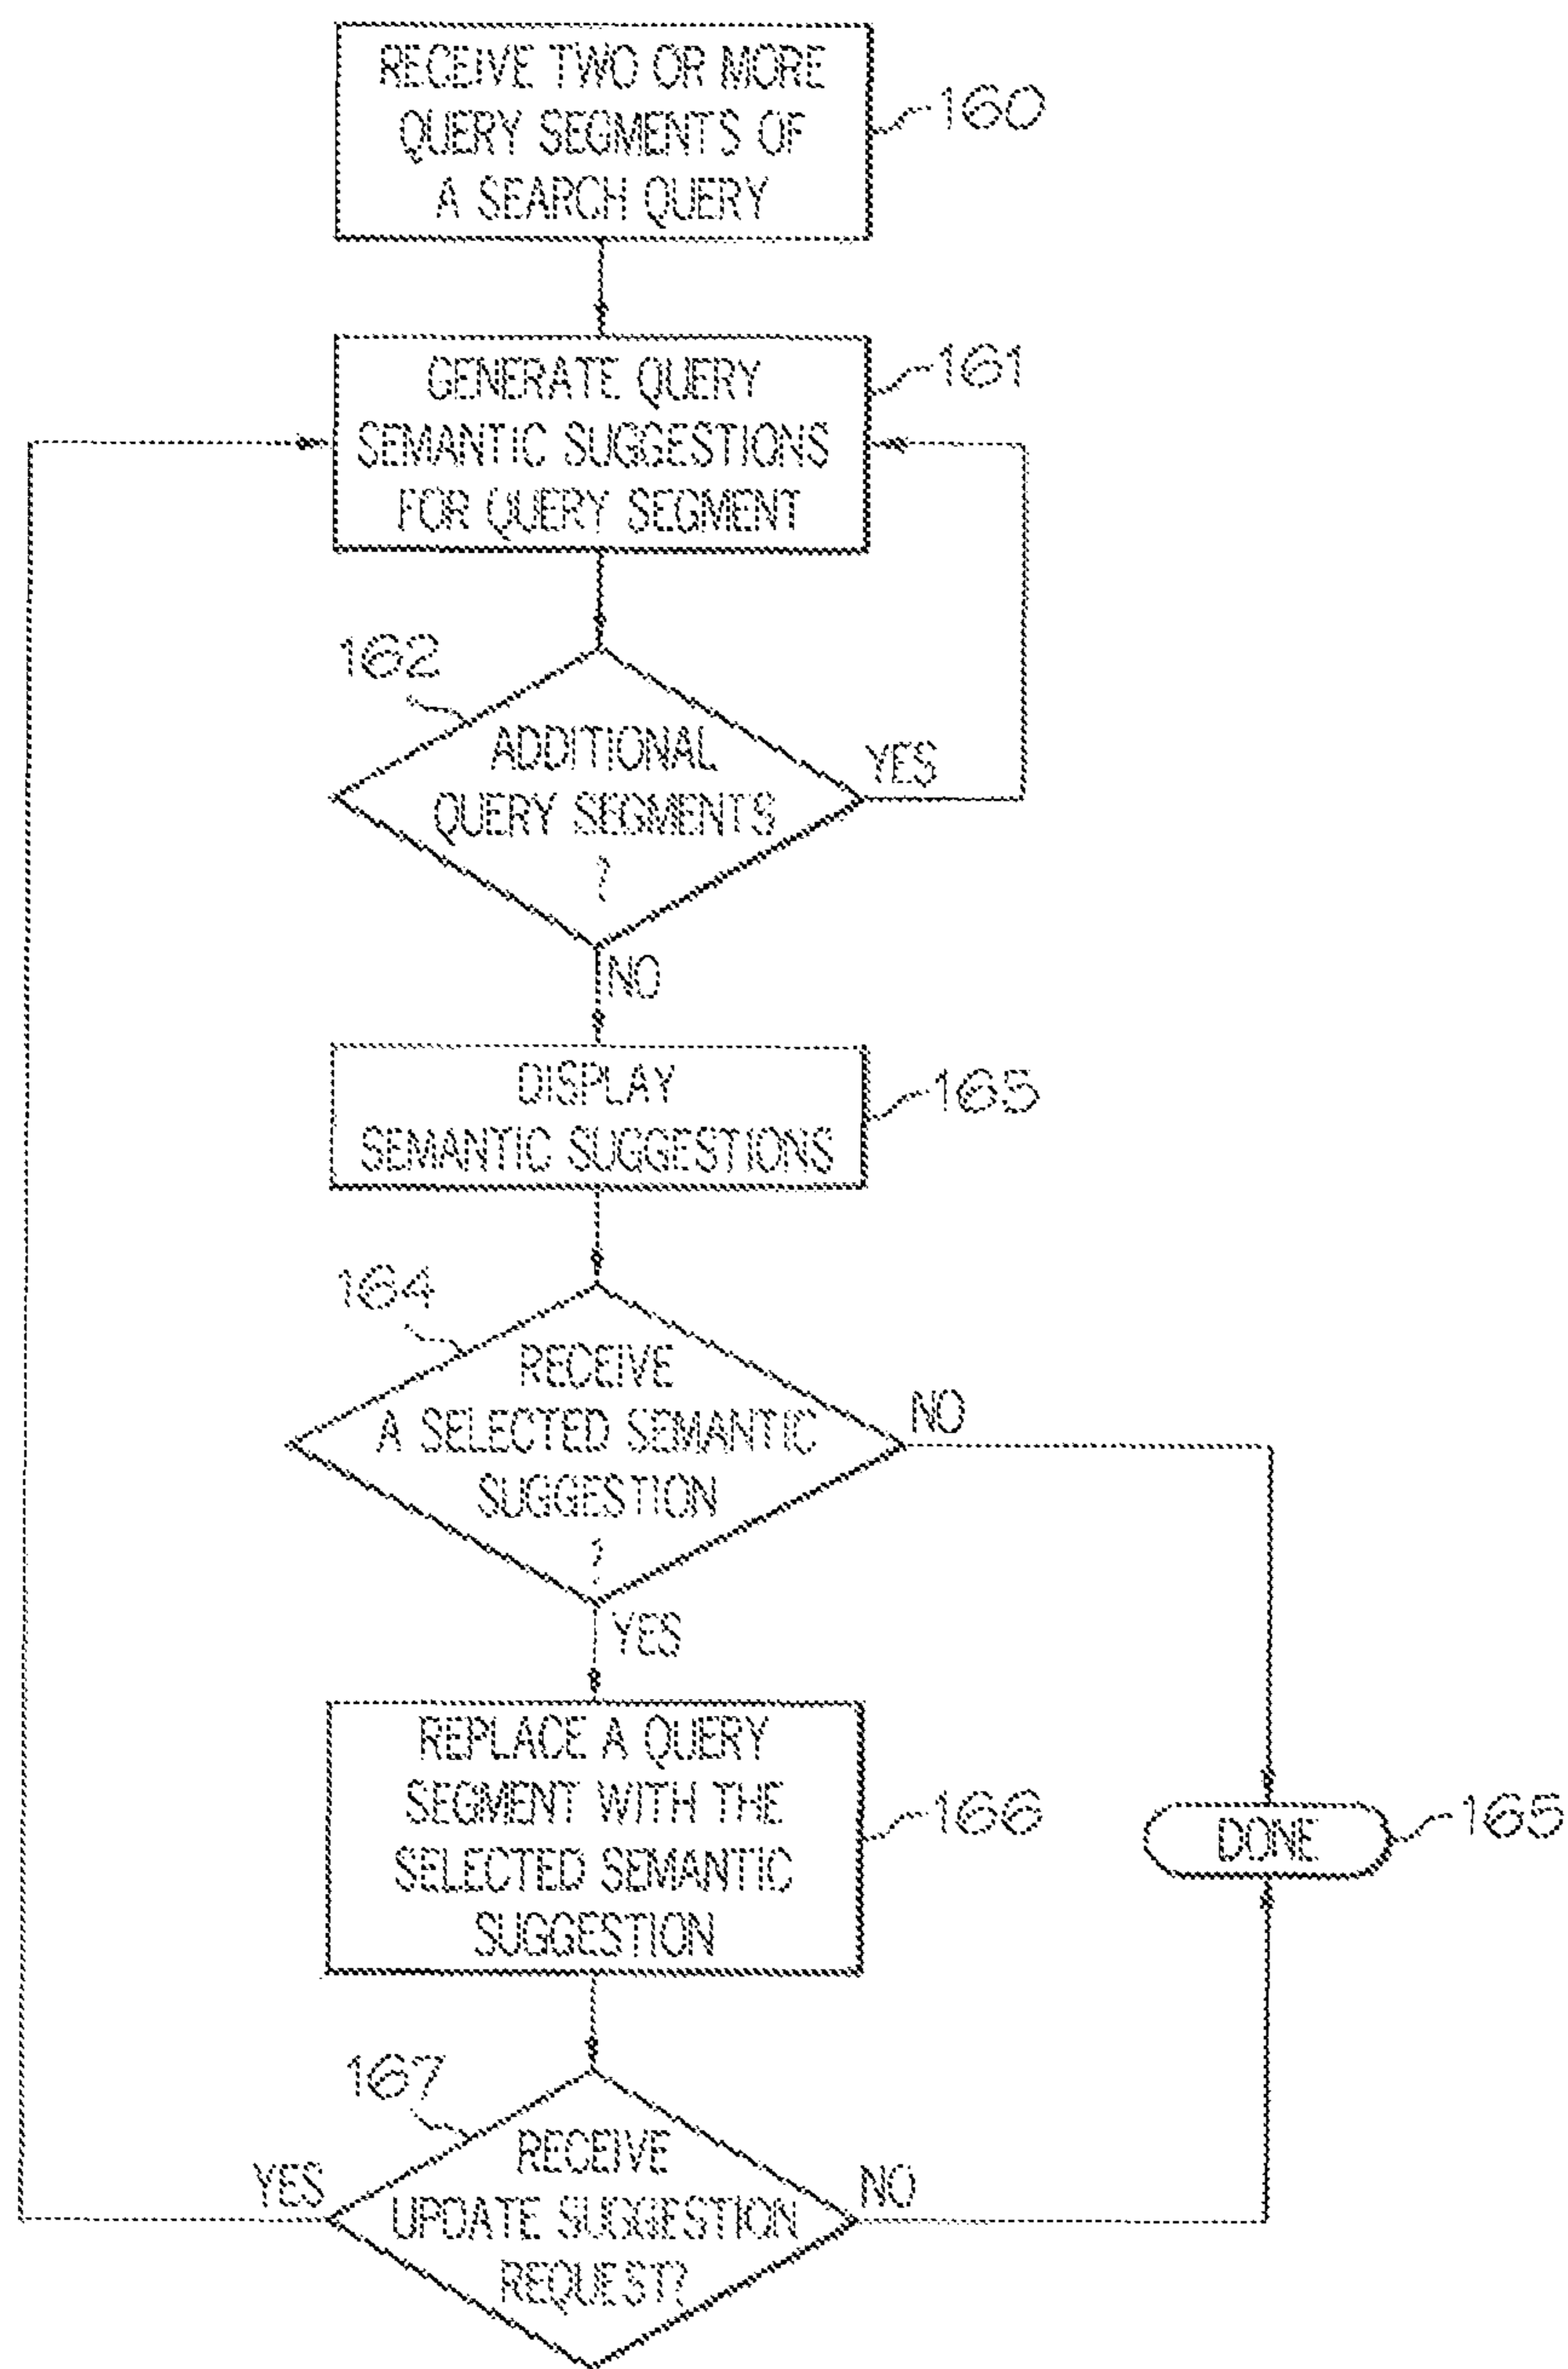 RECEIVE TWO OR MORE
QUERY SEGMENTS OF
A SEARCH QUERY
160
GENERATE QUERY
SEMANTIC SUGGESTIONS
FOR QUERY SEGMENT
161
162
ADDITIONAL
QUERY SEGMENTS
?
YES
NO
DISPLAY
SEMANTIC SUGGESTIONS
165
164
RECEIVE
A SELECTED SEMANTIC
SUGGESTION
?
NO
YES
REPLACE A QUERY
SEGMENT WITH THE
SELECTED SEMANTIC
SUGGESTION
166
DONE
165
167
RECEIVE
UPDATE SUGGESTION
REQUEST?
YES
NO